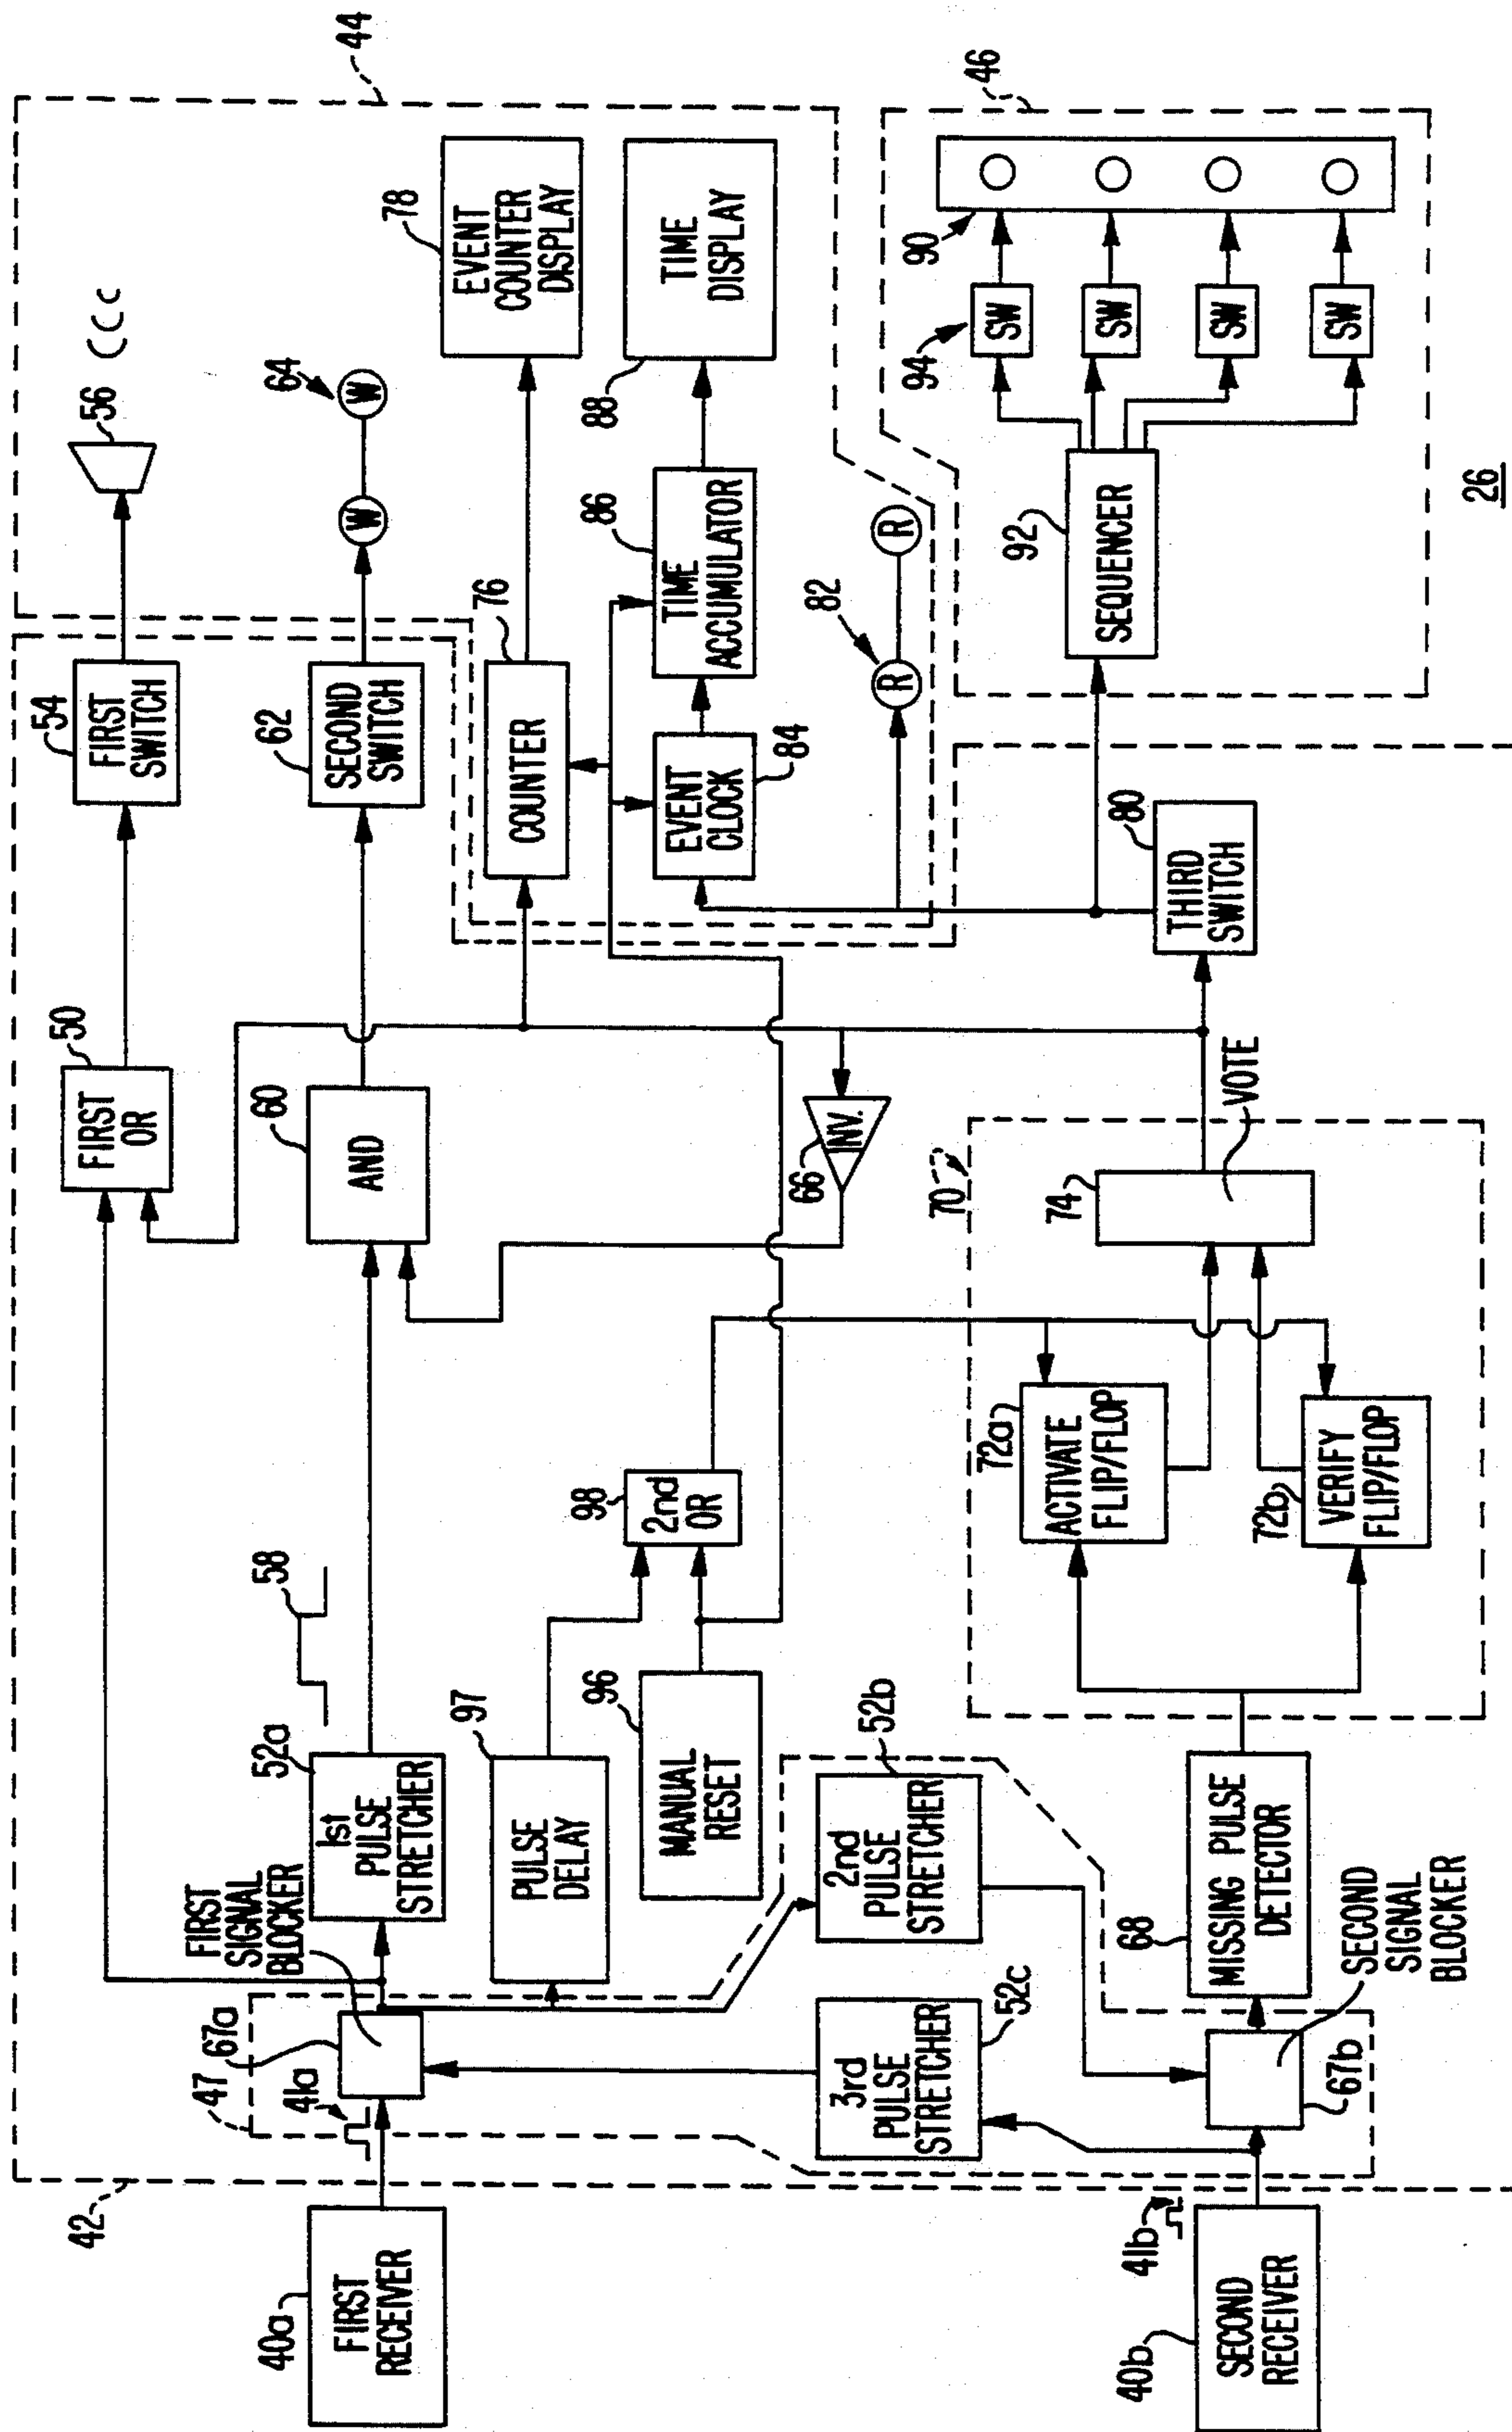 42
47
67a
41a
40a
FIRST
RECEIVER
FIRST
SIGNAL
BLOCKER
52a
1st
PULSE
STRETCHER
58
50
FIRST
OR
54
FIRST
SWITCH
56
60
AND
62
SECOND
SWITCH
64
W
W
44
97
PULSE
DELAY
96
MANUAL
RESET
98
2nd
OR
66
INV.
76
COUNTER
78
EVENT
COUNTER
DISPLAY
84
EVENT
CLOCK
86
TIME
ACCUMULATOR
88
TIME
DISPLAY
82
R
R
52c
3rd
PULSE
STRETCHER
52b
2nd
PULSE
STRETCHER
41b
40b
SECOND
RECEIVER
67b
SECOND
SIGNAL
BLOCKER
68
MISSING PULSE
DETECTOR
70
72a
ACTIVATE
FLIP/FLOP
72b
VERIFY
FLIP/FLOP
74
VOTE
80
THIRD
SWITCH
92
SEQUENCER
94
SW
SW
SW
SW
90
46
26